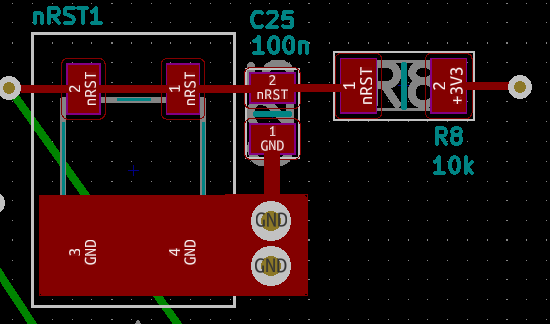 nRST1
C25
100n
2
nRST
1
nRST
2
nRST
1
GND
1
nRST
R8
2
+3V3
R8
10k
3
GND
4
GND
GND
GND